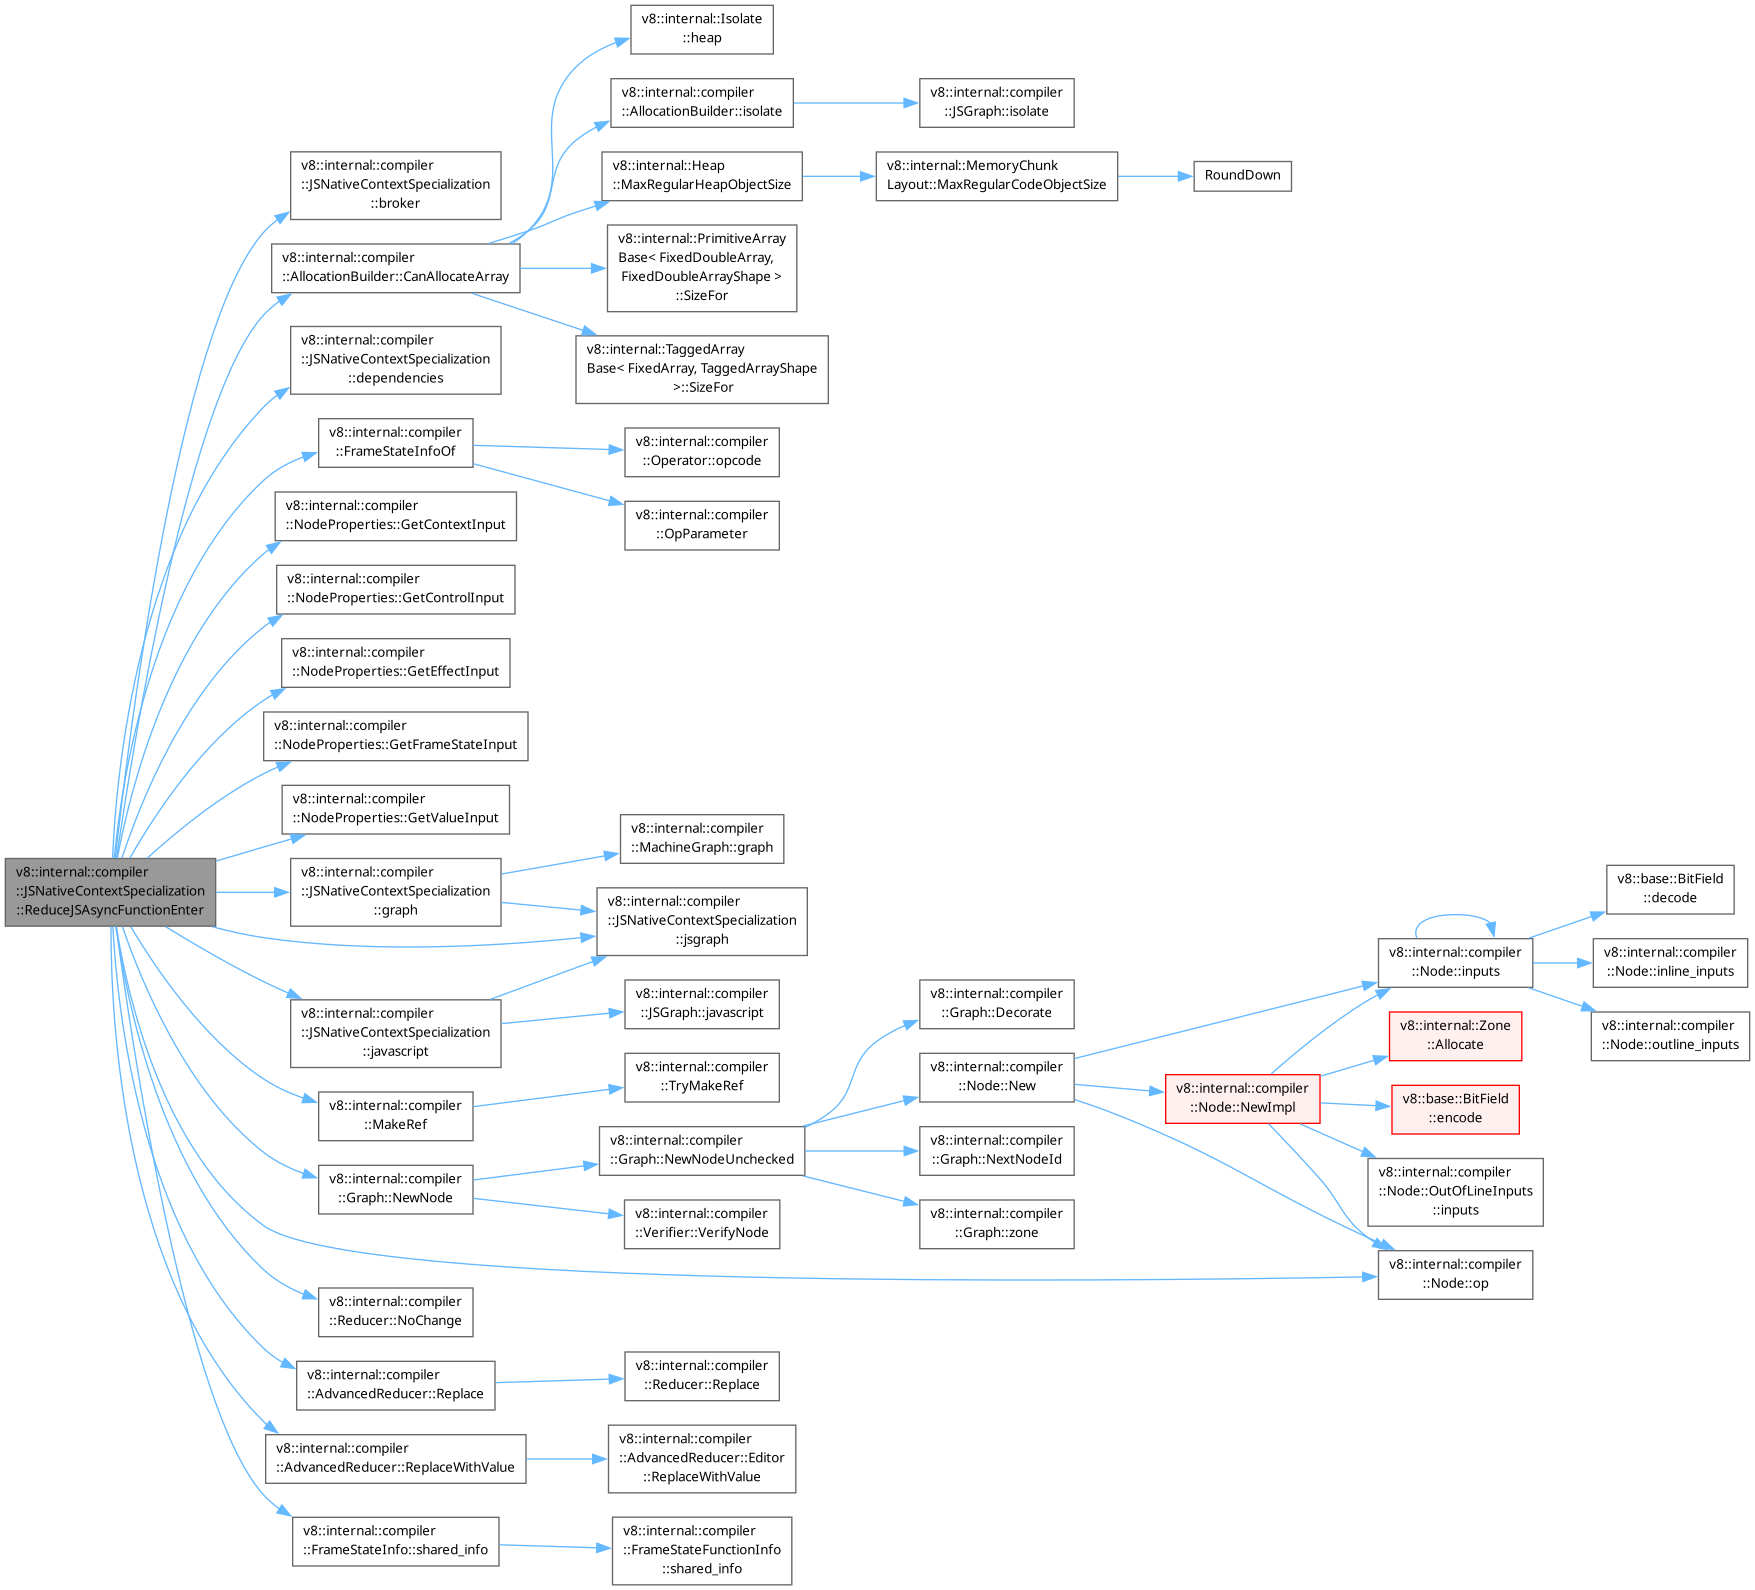 v8::internal::compiler
::JSNativeContextSpecialization
::ReduceJSAsyncFunctionEnter
v8::internal::compiler
::JSNativeContextSpecialization
::broker
v8::internal::compiler
::AllocationBuilder::CanAllocateArray
v8::internal::Isolate
::heap
v8::internal::compiler
::AllocationBuilder::isolate
v8::internal::compiler
::JSGraph::isolate
v8::internal::Heap
::MaxRegularHeapObjectSize
v8::internal::MemoryChunk
Layout::MaxRegularCodeObjectSize
RoundDown
v8::internal::PrimitiveArray
Base< FixedDoubleArray,
FixedDoubleArrayShape >
::SizeFor
v8::internal::TaggedArray
Base< FixedArray, TaggedArrayShape
>::SizeFor
v8::internal::compiler
::JSNativeContextSpecialization
::dependencies
v8::internal::compiler
::FrameStateInfoOf
v8::internal::compiler
::Operator::opcode
v8::internal::compiler
::OpParameter
v8::internal::compiler
::NodeProperties::GetContextInput
v8::internal::compiler
::NodeProperties::GetControlInput
v8::internal::compiler
::NodeProperties::GetEffectInput
v8::internal::compiler
::NodeProperties::GetFrameStateInput
v8::internal::compiler
::NodeProperties::GetValueInput
v8::internal::compiler
::JSNativeContextSpecialization
::graph
v8::internal::compiler
::MachineGraph::graph
v8::internal::compiler
::JSNativeContextSpecialization
::jsgraph
v8::internal::compiler
::JSNativeContextSpecialization
::javascript
v8::internal::compiler
::JSGraph::javascript
v8::internal::compiler
::MakeRef
v8::internal::compiler
::TryMakeRef
v8::internal::compiler
::Graph::NewNode
v8::internal::compiler
::Graph::NewNodeUnchecked
v8::internal::compiler
::Verifier::VerifyNode
v8::internal::compiler
::Graph::Decorate
v8::internal::compiler
::Node::New
v8::internal::compiler
::Graph::NextNodeId
v8::internal::compiler
::Graph::zone
v8::internal::compiler
::Node::NewImpl
v8::internal::compiler
::Node::inputs
v8::base::BitField
::decode
v8::internal::compiler
::Node::inline_inputs
v8::internal::compiler
::Node::outline_inputs
v8::internal::Zone
::Allocate
v8::base::BitField
::encode
v8::internal::compiler
::Node::OutOfLineInputs
::inputs
v8::internal::compiler
::Node::op
v8::internal::compiler
::Reducer::NoChange
v8::internal::compiler
::AdvancedReducer::Replace
v8::internal::compiler
::Reducer::Replace
v8::internal::compiler
::AdvancedReducer::ReplaceWithValue
v8::internal::compiler
::AdvancedReducer::Editor
::ReplaceWithValue
v8::internal::compiler
::FrameStateInfo::shared_info
v8::internal::compiler
::FrameStateFunctionInfo
::shared_info